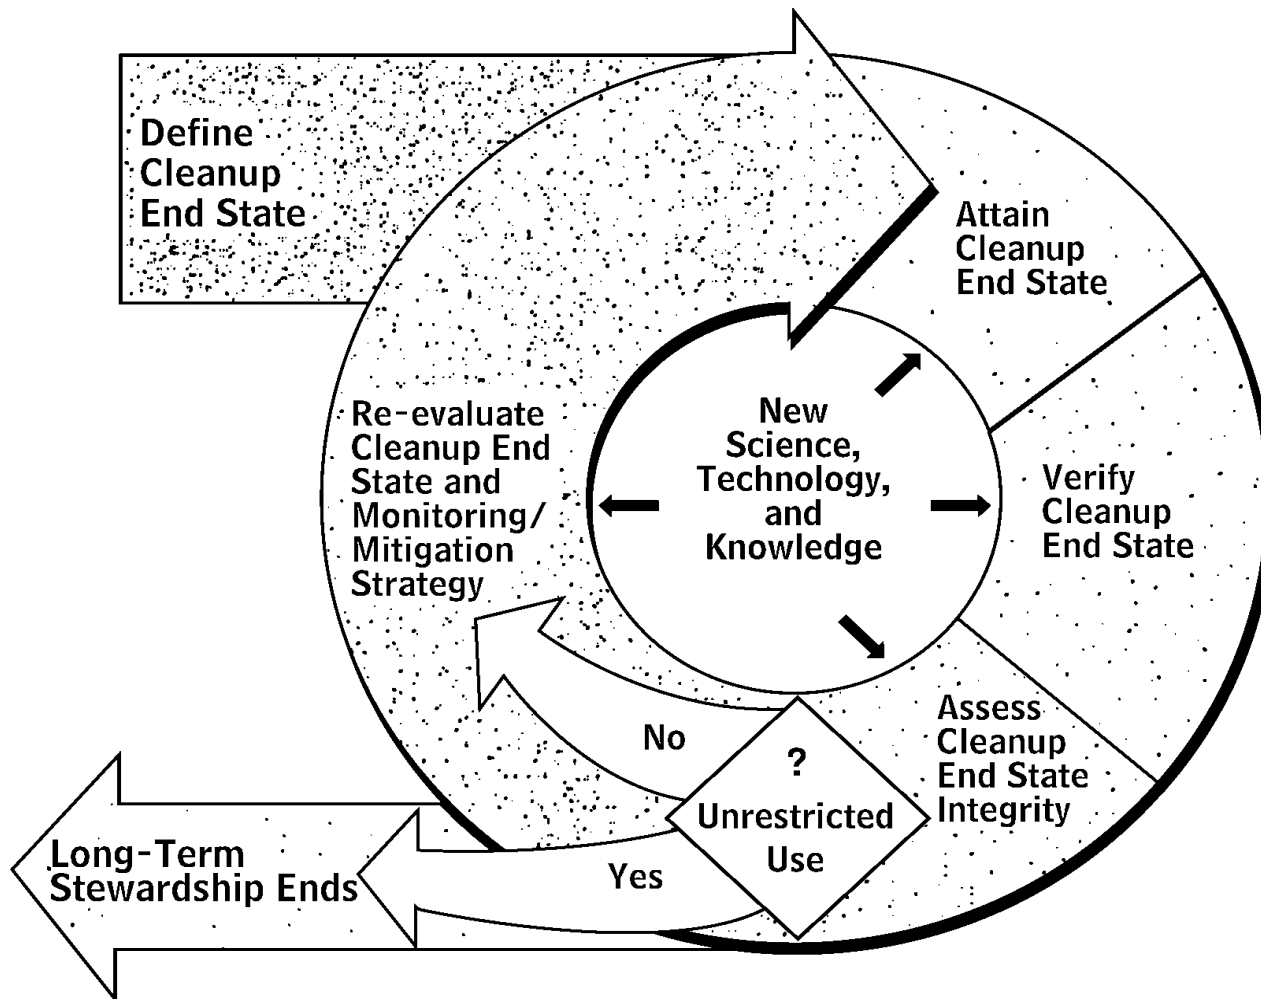 Define
Cleanup
End State
Attain
Cleanup
End State
Re-evaluate
Cleanup End
State and
Monitoring/
Mitigation
Strategy
New
Science,
Technology,
and
Knowledge
Verify
Cleanup
End State
Assess
Cleanup
End State
Integrity
No
?
Unrestricted
Use
Yes
Long-Term
Stewardship Ends